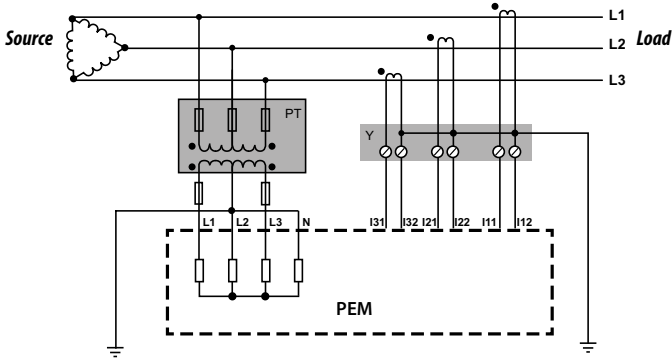 L1
Source
L2
Load
L3
PT
Y
L1 L2 L3 N I31 I32 I21 I22 I11 I12
PEM